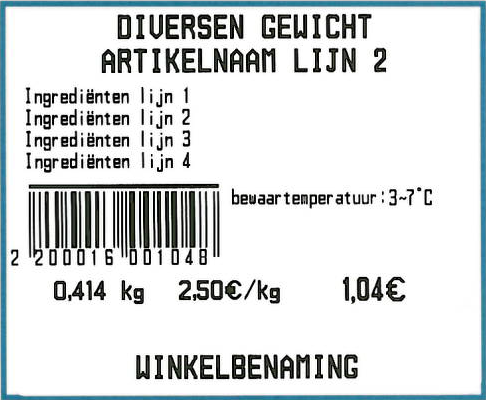 DIVERSEN GEWICHT
ARTIKELNAAM LIJN 2
Ingrediënten lijn 1
Ingrediënten lijn 2
Ingrediënten lijn 3
Ingrediënten lijn 4
bewaartemperatuur:3~7°C
2 200016 001048
0,414 kg 2,50€/kg 1,04€
WINKELBENAMING